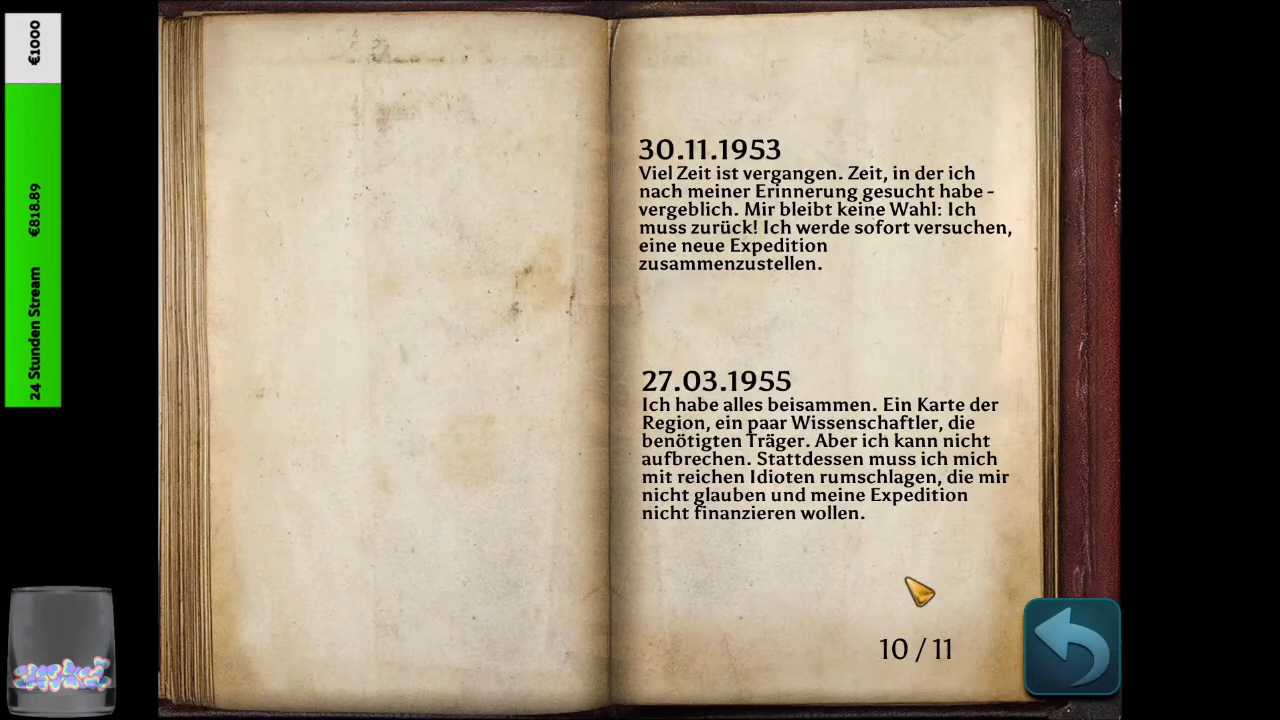 €1000
€818.89
24 Stunden Stream
30.11.1953
Viel Zeit ist vergangen. Zeit, in der ich
nach meiner Erinnerung gesucht habe -
vergeblich. Mir bleibt keine Wahl: Ich
muss zurück! Ich werde sofort versuchen,
eine neue Expedition
zusammenzustellen.
27.03.1955
Ich habe alles beisammen. Ein Karte der
Region, ein paar Wissenschaftler, die
benötigten Träger. Aber ich kann nicht
aufbrechen. Stattdessen muss ich mich
mit reichen Idioten rumschlagen, die mir
nicht glauben und meine Expedition
nicht finanzieren wollen.
10 / 11